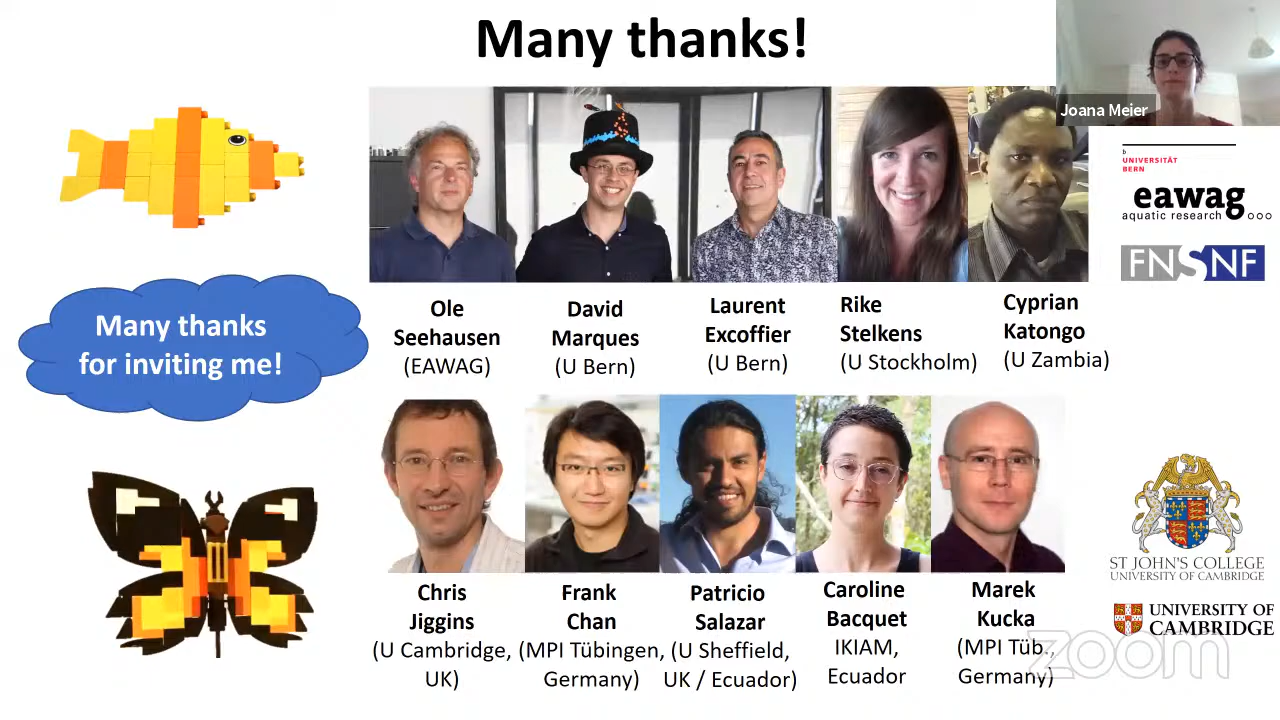 Many thanks!
Joana Meier
b
UNIVERSITÄT
BERN
eawag
aquatic research
FNSNF
Many thanks
for inviting me!
Ole
Seehausen
(EAWAG)
David
Marques
(U Bern)
Laurent
Excoffier
(U Bern)
Rike
Stelkens
(U Stockholm)
Cyprian
Katongo
(U Zambia)
Chris
Jiggins
(U Cambridge,
UK)
Frank
Chan
(MPI Tübingen,
Germany)
Patricio
Salazar
(U Sheffield,
UK / Ecuador)
Caroline
Bacquet
IKIAM,
Ecuador
Marek
Kucka
(MPI Tüb.,
Germany)
ST JOHN'S COLLEGE
UNIVERSITY OF CAMBRIDGE
UNIVERSITY OF
CAMBRIDGE
zoom